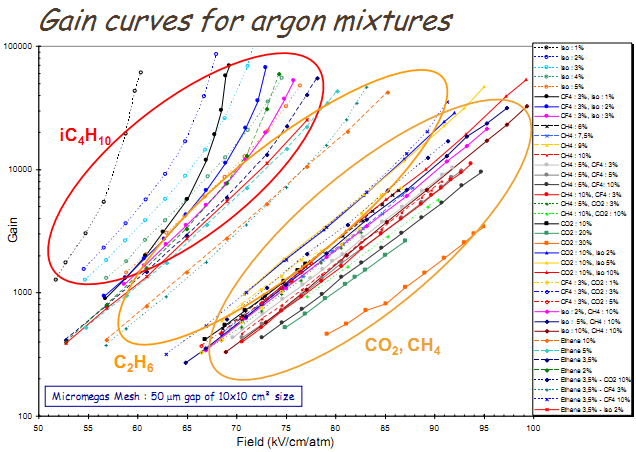 Gain curves for argon mixtures
100000
10000
1000
100
Gain
iC4H10
C2H6
CO2, CH4
Micromegas Mesh : 50 µm gap of 10x10 cm² size
50 55 60 65 70 75 80 85 90 95 100
Field (kV/cm/atm)
Iso : 1%
Iso : 2%
Iso : 3%
Iso : 4%
Iso : 5%
CF4 : 3%, Iso : 1%
CF4 : 3%, Iso : 2%
CF4 : 3%, Iso : 3%
CH4 : 6%
CH4 : 7,5%
CH4 : 9%
CH4 : 10%
CH4 : 5%, CF4 : 3%
CH4 : 5%, CF4 : 5%
CH4 : 5%, CF4 : 10%
CH4 : 10%, CF4 : 3%
CH4 : 5%, CO2 : 3%
CH4 : 10%, CO2 : 10%
CO2 : 10%
CO2 : 20%
CO2 : 30%
CO2 : 10%, Iso 2%
CO2 : 10%, Iso 5%
CO2 : 10%, Iso 10%
CF4 : 3%, CO2 : 1%
CF4 : 3%, CO2 : 3%
CF4 : 3%, CO2 : 5%
Iso : 2%, CH4 : 10%
Iso : 5%, CH4 : 10%
Iso : 10%, CH4 : 10%
Ethane 10%
Ethane 5%
Ethane 3,5%
Ethane 2%
Ethane 3,5% - CO2 10%
Ethane 3,5% - CF4 3%
Ethane 3,5% - CF4 10%
Ethane 3,5% - Iso 2%